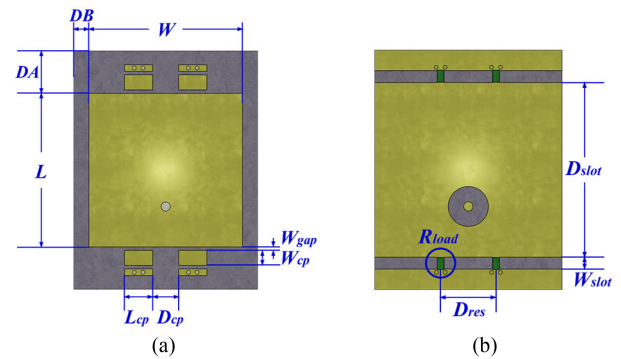 DB
W
DA
L
Wgap
Wcp
Lcp
Dcp
(a)
Dslot
Rload
Wslot
Dres
(b)